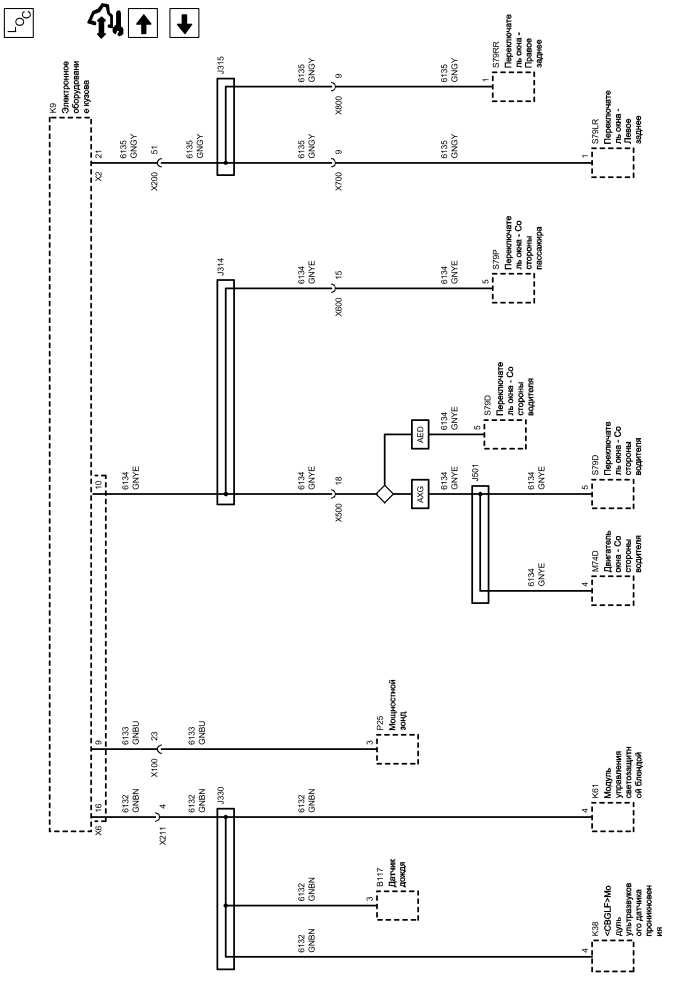 LOC
K9
Электронное
оборудовани
е кузова
X6
16
9
10
X2
21
6132
GNBN
6133
GNBU
6134
GNYE
6135
GNGY
X211
4
X100
23
X200
51
6132
GNBN
6133
GNBU
6135
GNGY
J330
J314
J315
6132
GNBN
6132
GNBN
6132
GNBN
6134
GNYE
6134
GNYE
6135
GNGY
6135
GNGY
X500
18
X600
15
X700
9
X800
9
3
B117
Датчик
дождя
3
P25
Мощностной
зонд
AXG
AED
6134
GNYE
6134
GNYE
6134
GNYE
6135
GNGY
6135
GNGY
J501
5
S79D
Переключате
ль окна - Со
стороны
водителя
5
S79P
Переключате
ль окна - Со
стороны
пассажира
1
S79RR
Переключате
ль окна -
Правое
заднее
6134
GNYE
6134
GNYE
4
K38
<CBGLF>Мо
дуль
ультразвуков
ого датчика
проникновен
ия
4
K61
Модуль
управления
светозащитн
ой блендой
4
M74D
Двигатель
окна - Со
стороны
водителя
5
S79D
Переключате
ль окна - Со
стороны
водителя
1
S79LR
Переключате
ль окна -
Левое
заднее